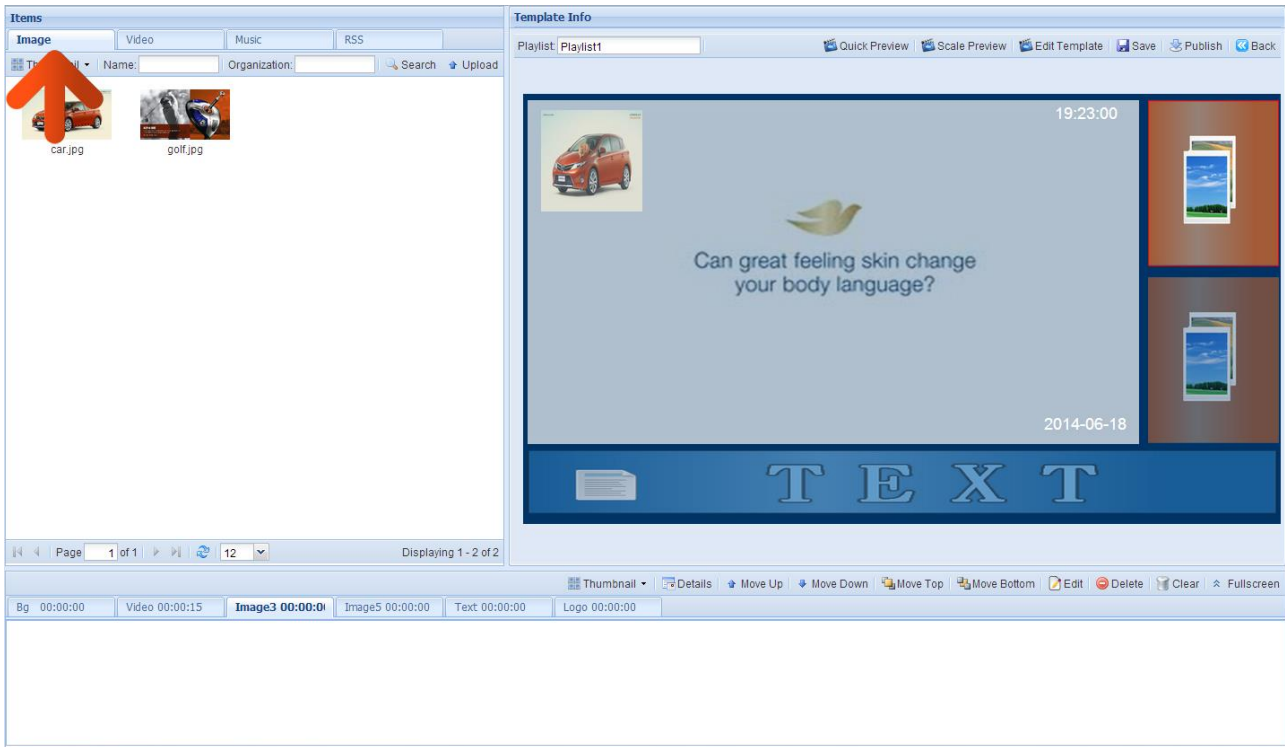 Items
Image Video Music RSS
Name: Organization: Search Upload
car.jpg golf.jpg
Page 1 of 1 12 Displaying 1 - 2 of 2
Template Info
Playlist: Playlist1 Quick Preview Scale Preview Edit Template Save Publish Back
19:23:00
Can great feeling skin change
your body language?
2014-06-18
TEXT
Thumbnail Details Move Up Move Down Move Top Move Bottom Edit Delete Clear Fullscreen
Bg 00:00:00 Video 00:00:15 Image3 Image5 00:00:00 Text 00:00:00 Logo 00:00:00